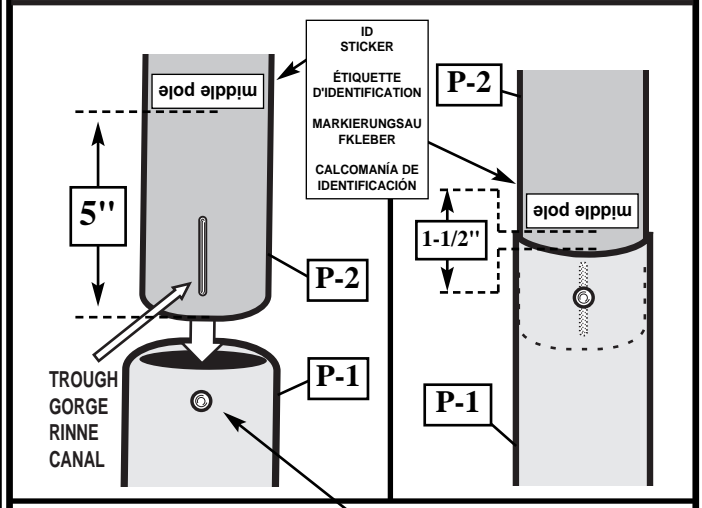 ID
STICKER
ÉTIQUETTE
D'IDENTIFICATION
MARKIERUNGSAU
FKLEBER
CALCOMANÍA DE
IDENTIFICACIÓN
middle pole
5''
P-2
P-1
TROUGH
GORGE
RINNE
CANAL
P-2
middle pole
1-1/2"
P-1